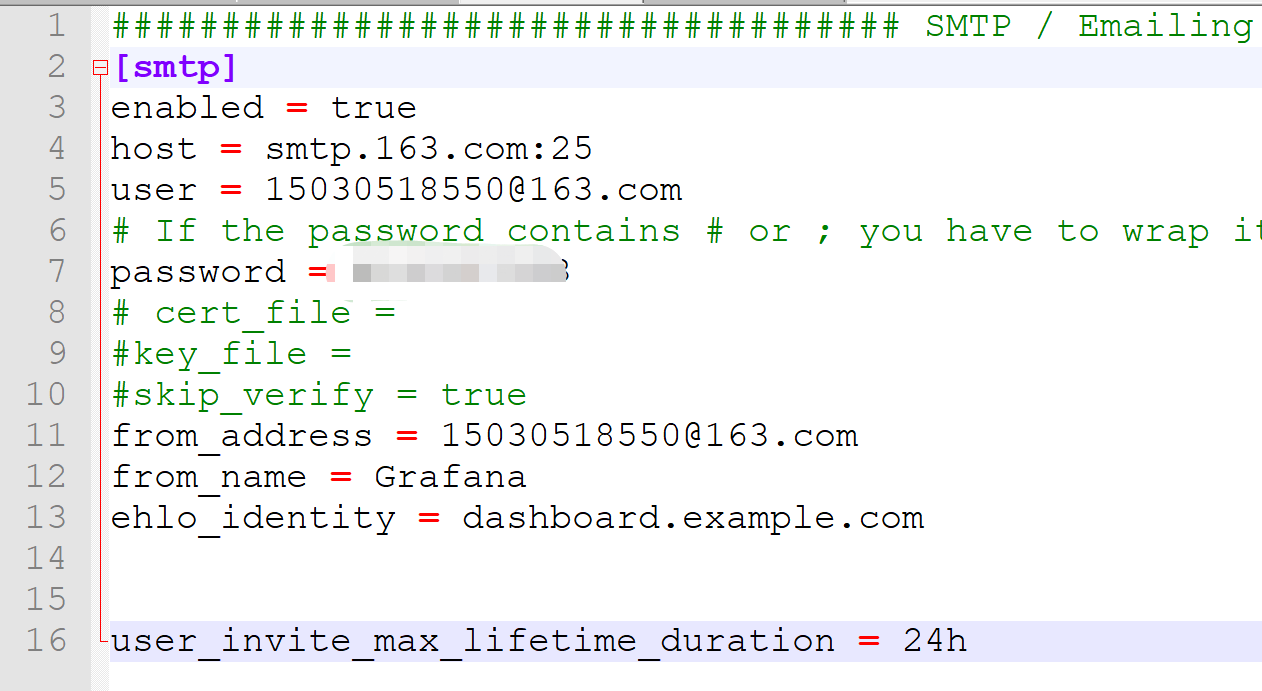 1 #################################### SMTP / Emailing
2 [smtp]
3 enabled = true
4 host = smtp.163.com:25
5 user = 15030518550@163.com
6 # If the password contains # or ; you have to wrap
7 password =
8 # cert_file =
9 #key_file =
10 #skip_verify = true
11 from_address = 15030518550@163.com
12 from_name = Grafana
13 ehlo_identity = dashboard.example.com
14
15
16 user_invite_max_lifetime_duration = 24h